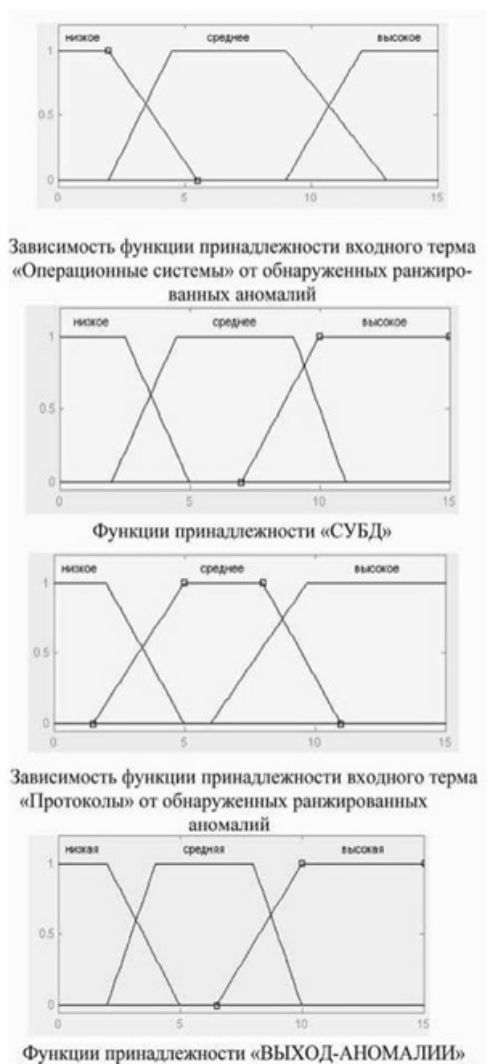 низкое среднее высокое
1
0.5
0
0 5 10 15
Зависимость функции принадлежности входного терма
«Операционные системы» от обнаруженных ранжиро-
ванных аномалий
низкое среднее высокое
1
0.5
0
0 5 10 15
Функции принадлежности «СУБД»
низкое среднее высокое
1
0.5
0
0 5 10 15
Зависимость функции принадлежности входного терма
«Протоколы» от обнаруженных ранжированных
аномалий
низкая средняя высокая
1
0.5
0
0 5 10 15
Функции принадлежности «ВЫХОД-АНОМАЛИИ»